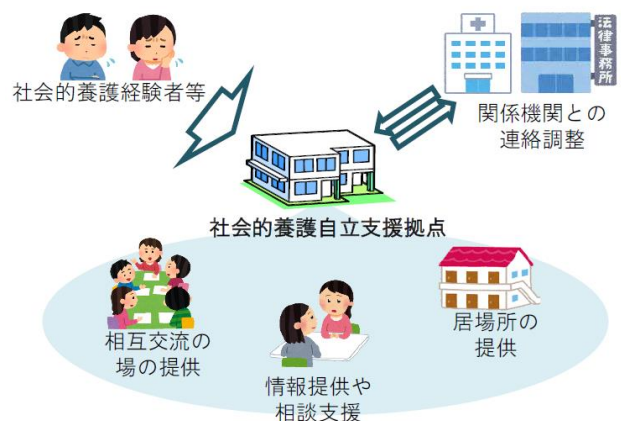 社会的養護経験者等
法律事務所
関係機関との
連絡調整
社会的養護自立支援拠点
相互交流の
場の提供
情報提供や
相談支援
居場所の
提供